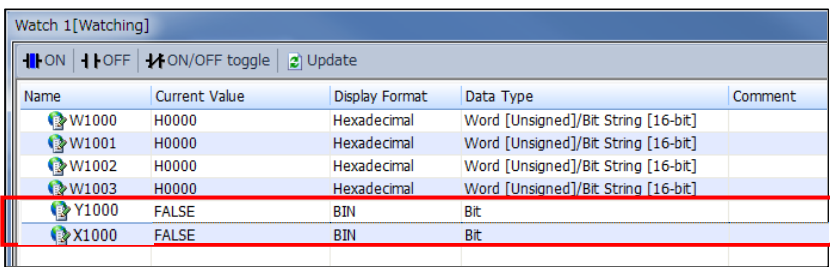 Watch 1[Watching]
ON OFF ON/OFF toggle Update
Name Current Value Display Format Data Type Comment
W1000 H0000 Hexadecimal Word [Unsigned]/Bit String [16-bit]
W1001 H0000 Hexadecimal Word [Unsigned]/Bit String [16-bit]
W1002 H0000 Hexadecimal Word [Unsigned]/Bit String [16-bit]
W1003 H0000 Hexadecimal Word [Unsigned]/Bit String [16-bit]
Y1000 FALSE BIN Bit
X1000 FALSE BIN Bit